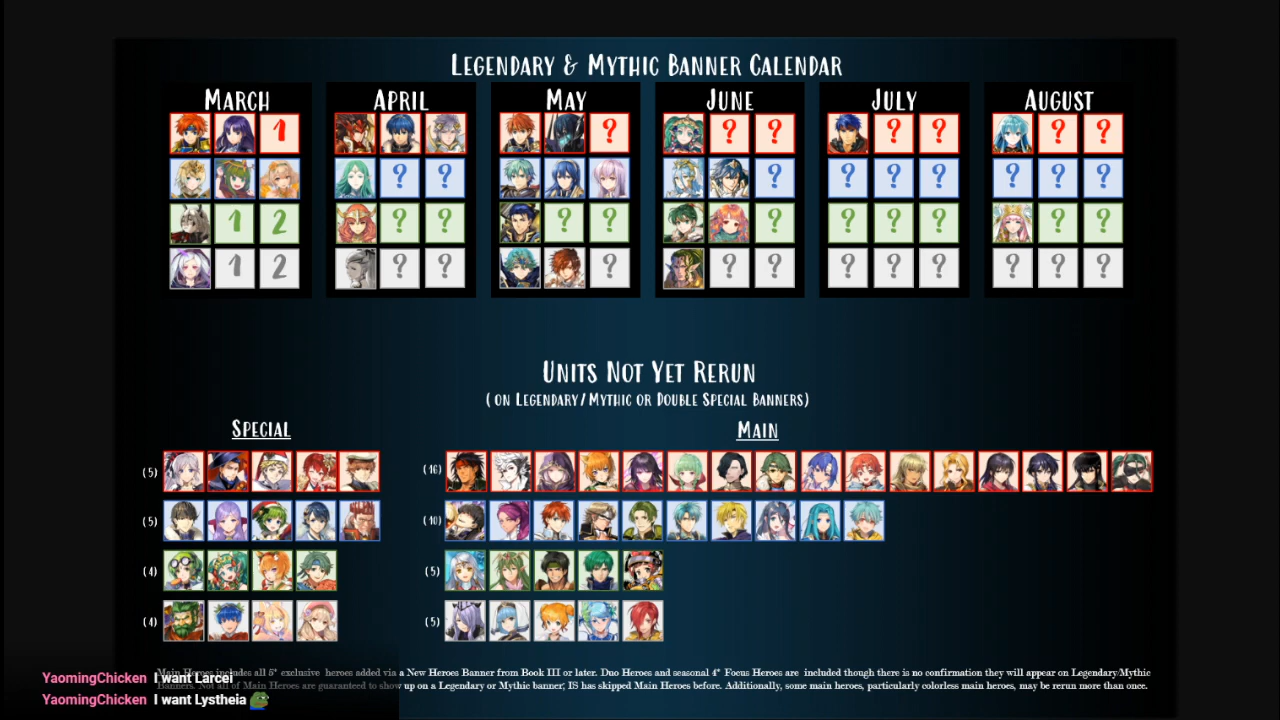 LEGENDARY & MYTHIC BANNER CALENDAR
MARCH APRIL MAY JUNE JULY AUGUST
1 ? ? ? ? ? ? ? ?
? ? ? ? ? ? ? ? ?
1 2 ? ? ? ? ? ? ? ? ? ?
1 2 ? ? ? ? ? ? ? ? ? ? ?
UNITS NOT YET RERUN
( ON LEGENDARY/MYTHIC OR DOUBLE SPECIAL BANNERS)
SPECIAL MAIN
(5) (16)
(5) (10)
(4) (5)
(4) (5)
Main Heroes includes all 5* exclusive heroes added via a New Heroes Banner from Book III or later. Duo Heroes and seasonal 4* Focus Heroes are included though there is no confirmation they will appear on Legendary/Mythic
Banners. Not all of Main Heroes are guaranteed to show up on a Legendary or Mythic banner, IS has skipped Main Heroes before. Additionally, some main heroes, particularly colorless main heroes, may be rerun more than once.
YaomingChicken I want Larcei
YaomingChicken I want Lystheia